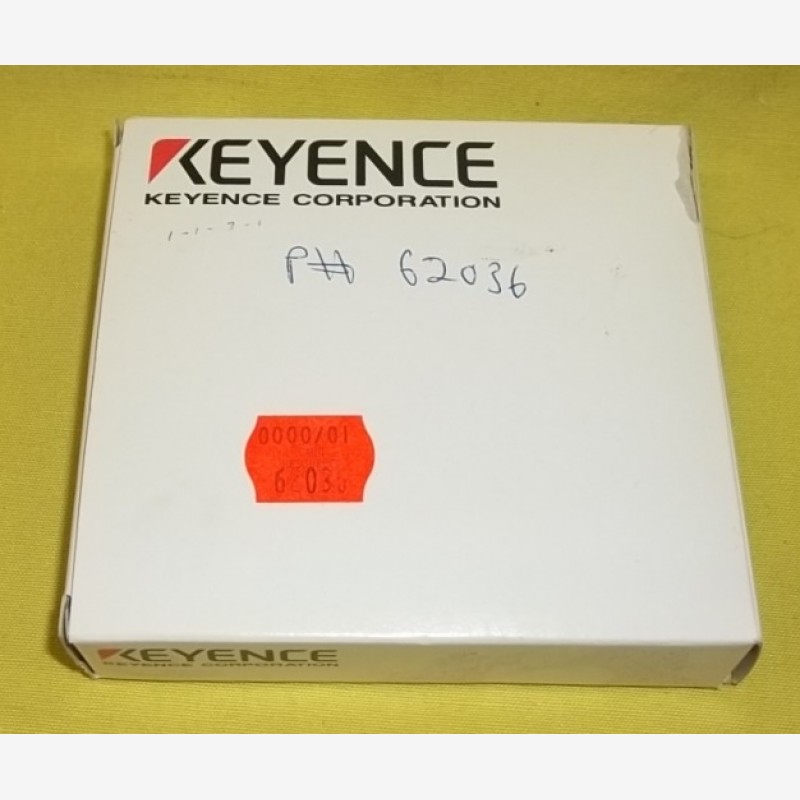 KEYENCE
KEYENCE CORPORATION
P# 62036
0000/01
62036
KEYENCE
KEYENCE CORPORATION